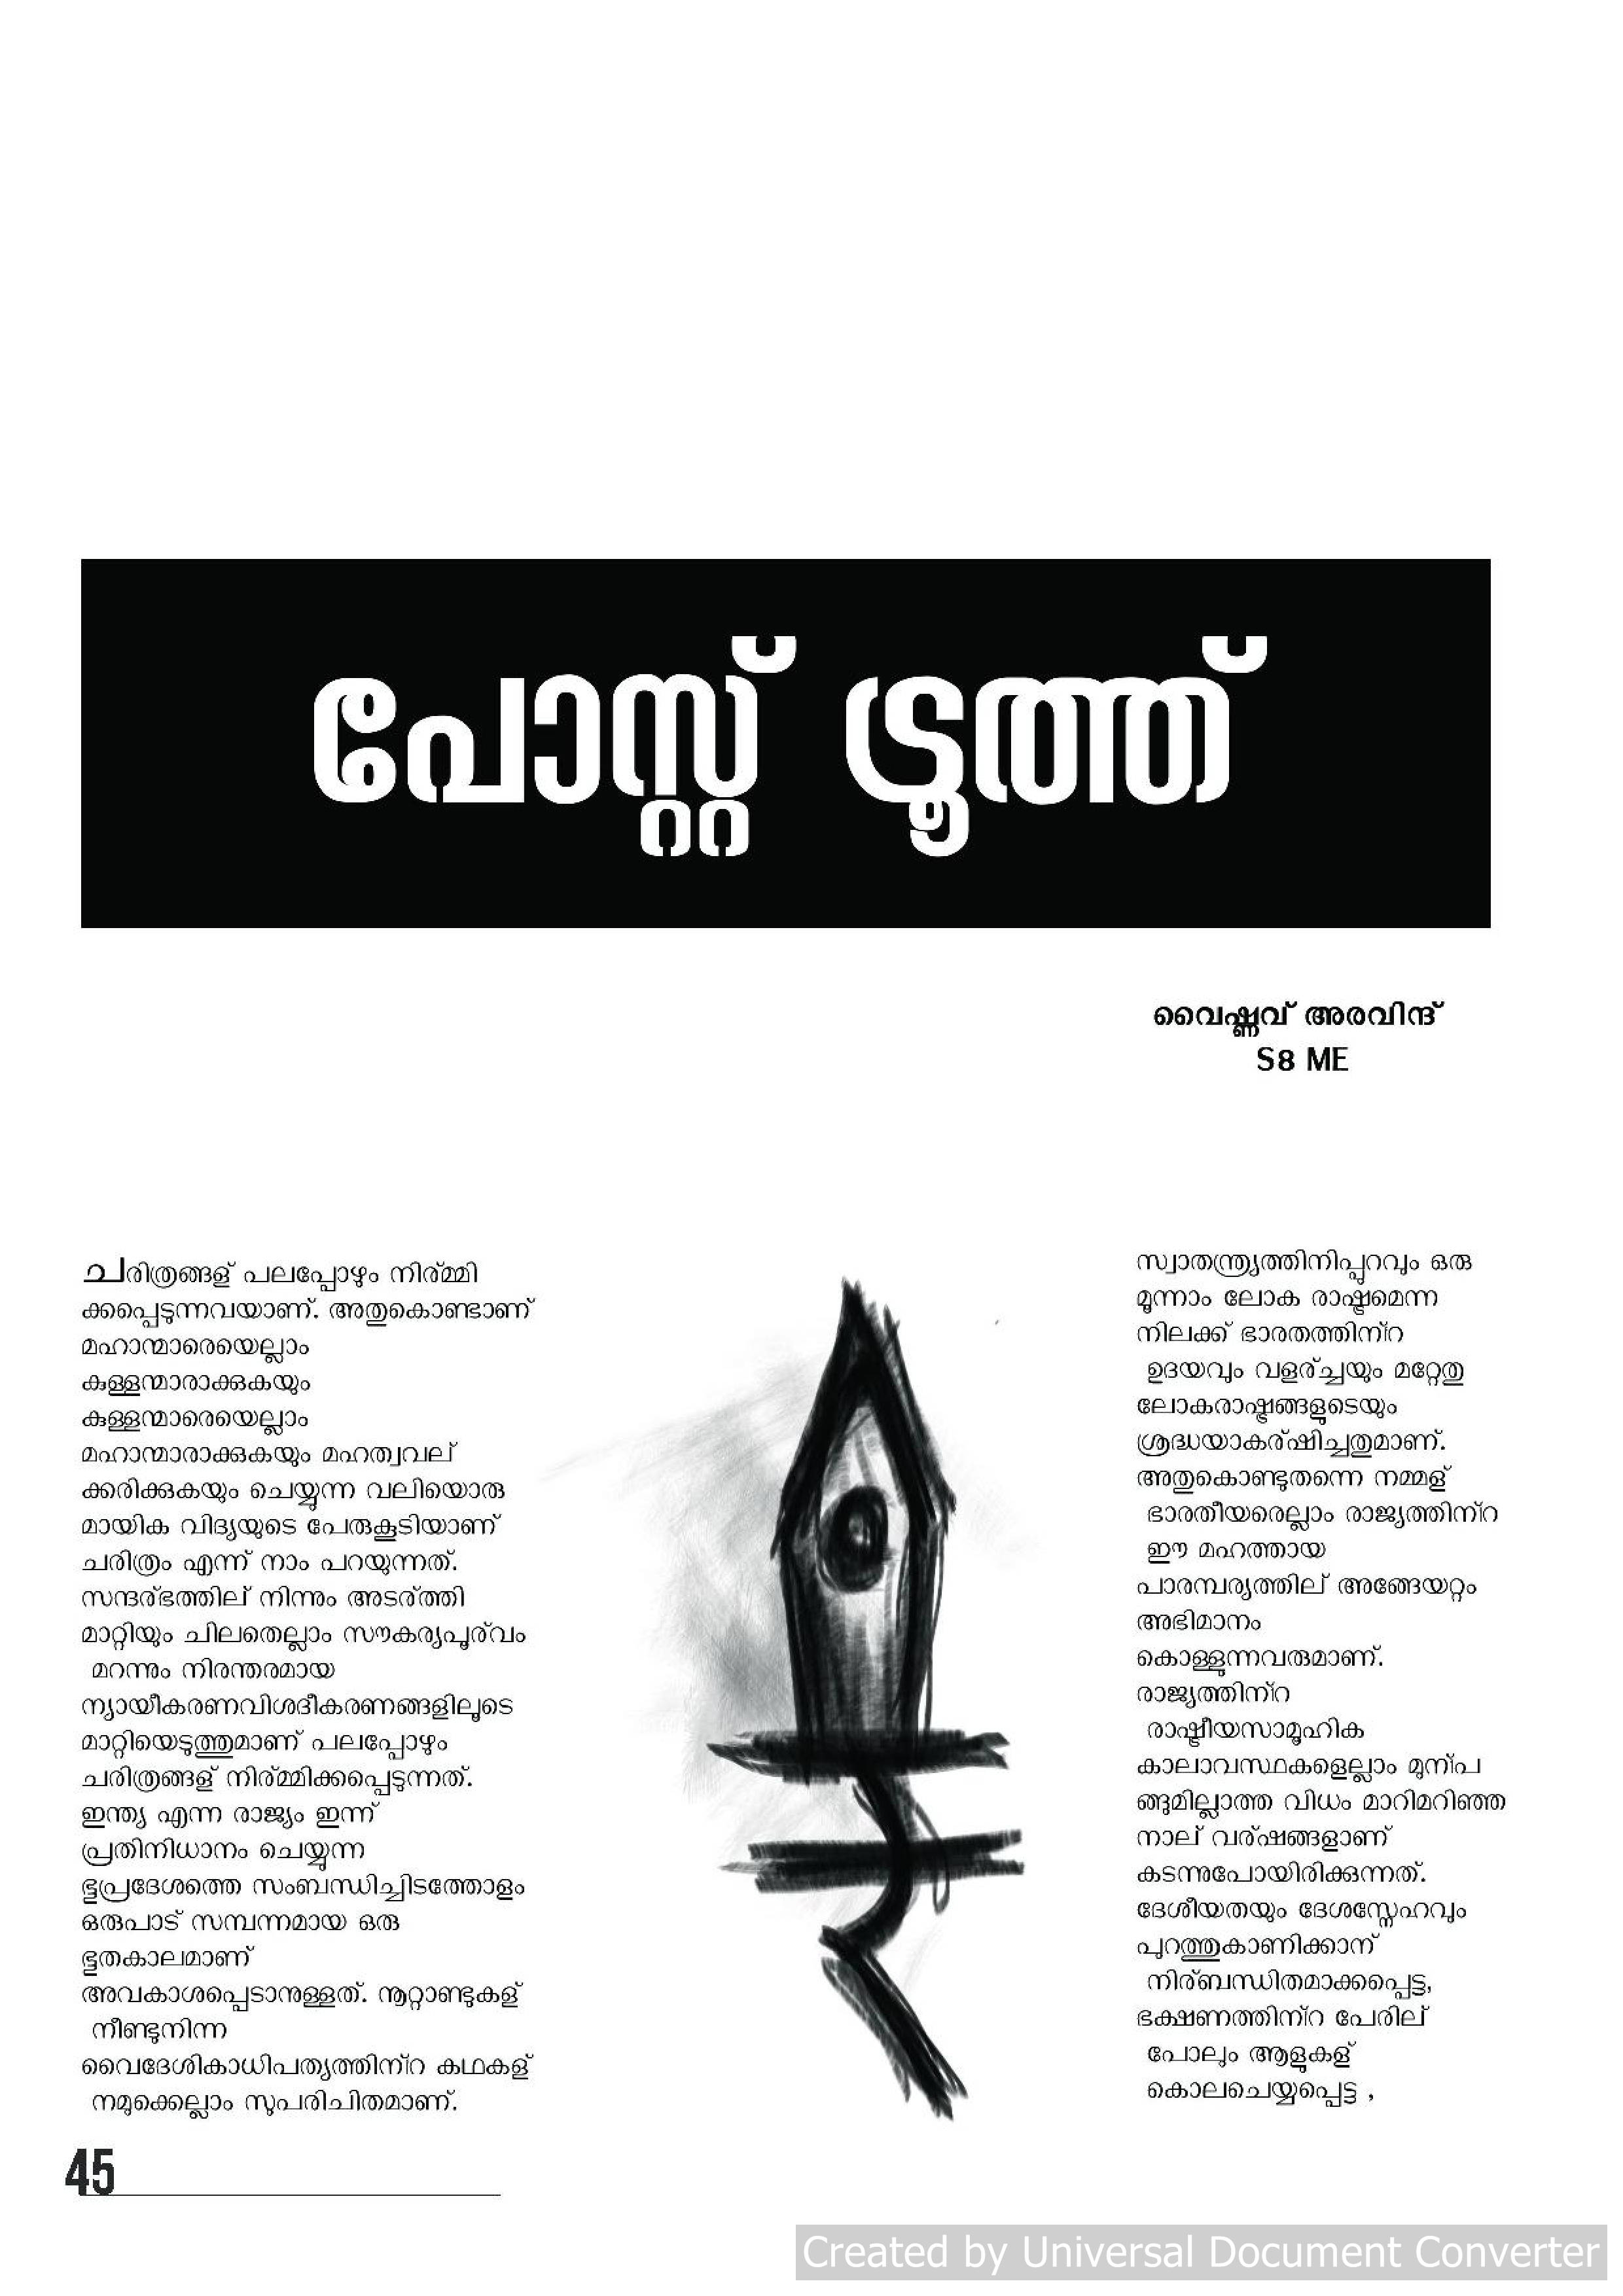 പോസ്റ്റ് ട്രൂത്ത്
വൈഷ്ണവ് അരവിന്ദ്
S8 ME
ചരിത്രങ്ങള് പലപ്പോഴും നിര്മ്മി
ക്കപ്പെടുന്നവയാണ്. അതുകൊണ്ടാണ്
മഹാന്മാരെയെല്ലാം
കുള്ളന്മാരാക്കുകയും
കുള്ളന്മാരെയെല്ലാം
മഹാന്മാരാക്കുകയും മഹത്വവല്
ക്കരിക്കുകയും ചെയ്യുന്ന വലിയൊരു
മായിക വിദ്യയുടെ പേരുകൂടിയാണ്
ചരിത്രം എന്ന് നാം പറയുന്നത്.
സന്ദര്ഭത്തില് നിന്നും അടര്ത്തി
മാറ്റിയും ചിലതെല്ലാം സൗകര്യപൂര്വം
മറന്നും നിരന്തരമായ
ന്യായീകരണവിശദീകരണങ്ങളിലൂടെ
മാറ്റിയെടുത്തുമാണ് പലപ്പോഴും
ചരിത്രങ്ങള് നിര്മ്മിക്കപ്പെടുന്നത്.
ഇന്ത്യ എന്ന രാജ്യം ഇന്ന്
പ്രതിനിധാനം ചെയ്യുന്ന
ഭൂപ്രദേശത്തെ സംബന്ധിച്ചിടത്തോളം
ഒരുപാട് സമ്പന്നമായ ഒരു
ഭൂതകാലമാണ്
അവകാശപ്പെടാനുള്ളത്. നൂറ്റാണ്ടുകള്
നീണ്ടുനിന്ന
വൈദേശികാധിപത്യത്തിന്റെ കഥകള്
നമുക്കെല്ലാം സുപരിചിതമാണ്.
സ്വാതന്ത്ര്യത്തിനിപ്പുറവും ഒരു
മൂന്നാം ലോക രാഷ്ട്രമെന്ന
നിലക്ക് ഭാരതത്തിന്റെ
ഉദയവും വളര്ച്ചയും മറ്റേതു
ലോകരാഷ്ട്രങ്ങളുടെയും
ശ്രദ്ധയാകര്ഷിച്ചതുമാണ്.
അതുകൊണ്ടുതന്നെ നമ്മള്
ഭാരതീയരെല്ലാം രാജ്യത്തിന്റെ
ഈ മഹത്തായ
പാരമ്പര്യത്തില് അങ്ങേയറ്റം
അഭിമാനം
കൊള്ളുന്നവരുമാണ്.
രാജ്യത്തിന്റെ
രാഷ്ട്രീയസാമൂഹിക
കാലാവസ്ഥകളെല്ലാം മുന്പ
ങ്ങുമില്ലാത്ത വിധം മാറിമറിഞ്ഞ
നാല് വര്ഷങ്ങളാണ്
കടന്നുപോയിരിക്കുന്നത്.
ദേശീയതയും ദേശസ്നേഹവും
പുറത്തുകാണിക്കാന്
നിര്ബന്ധിതമാക്കപ്പെട്ട,
ഭക്ഷണത്തിന്റെ പേരില്
പോലും ആളുകള്
കൊലചെയ്യപ്പെട്ട ,
45
Created by Universal Document Converter